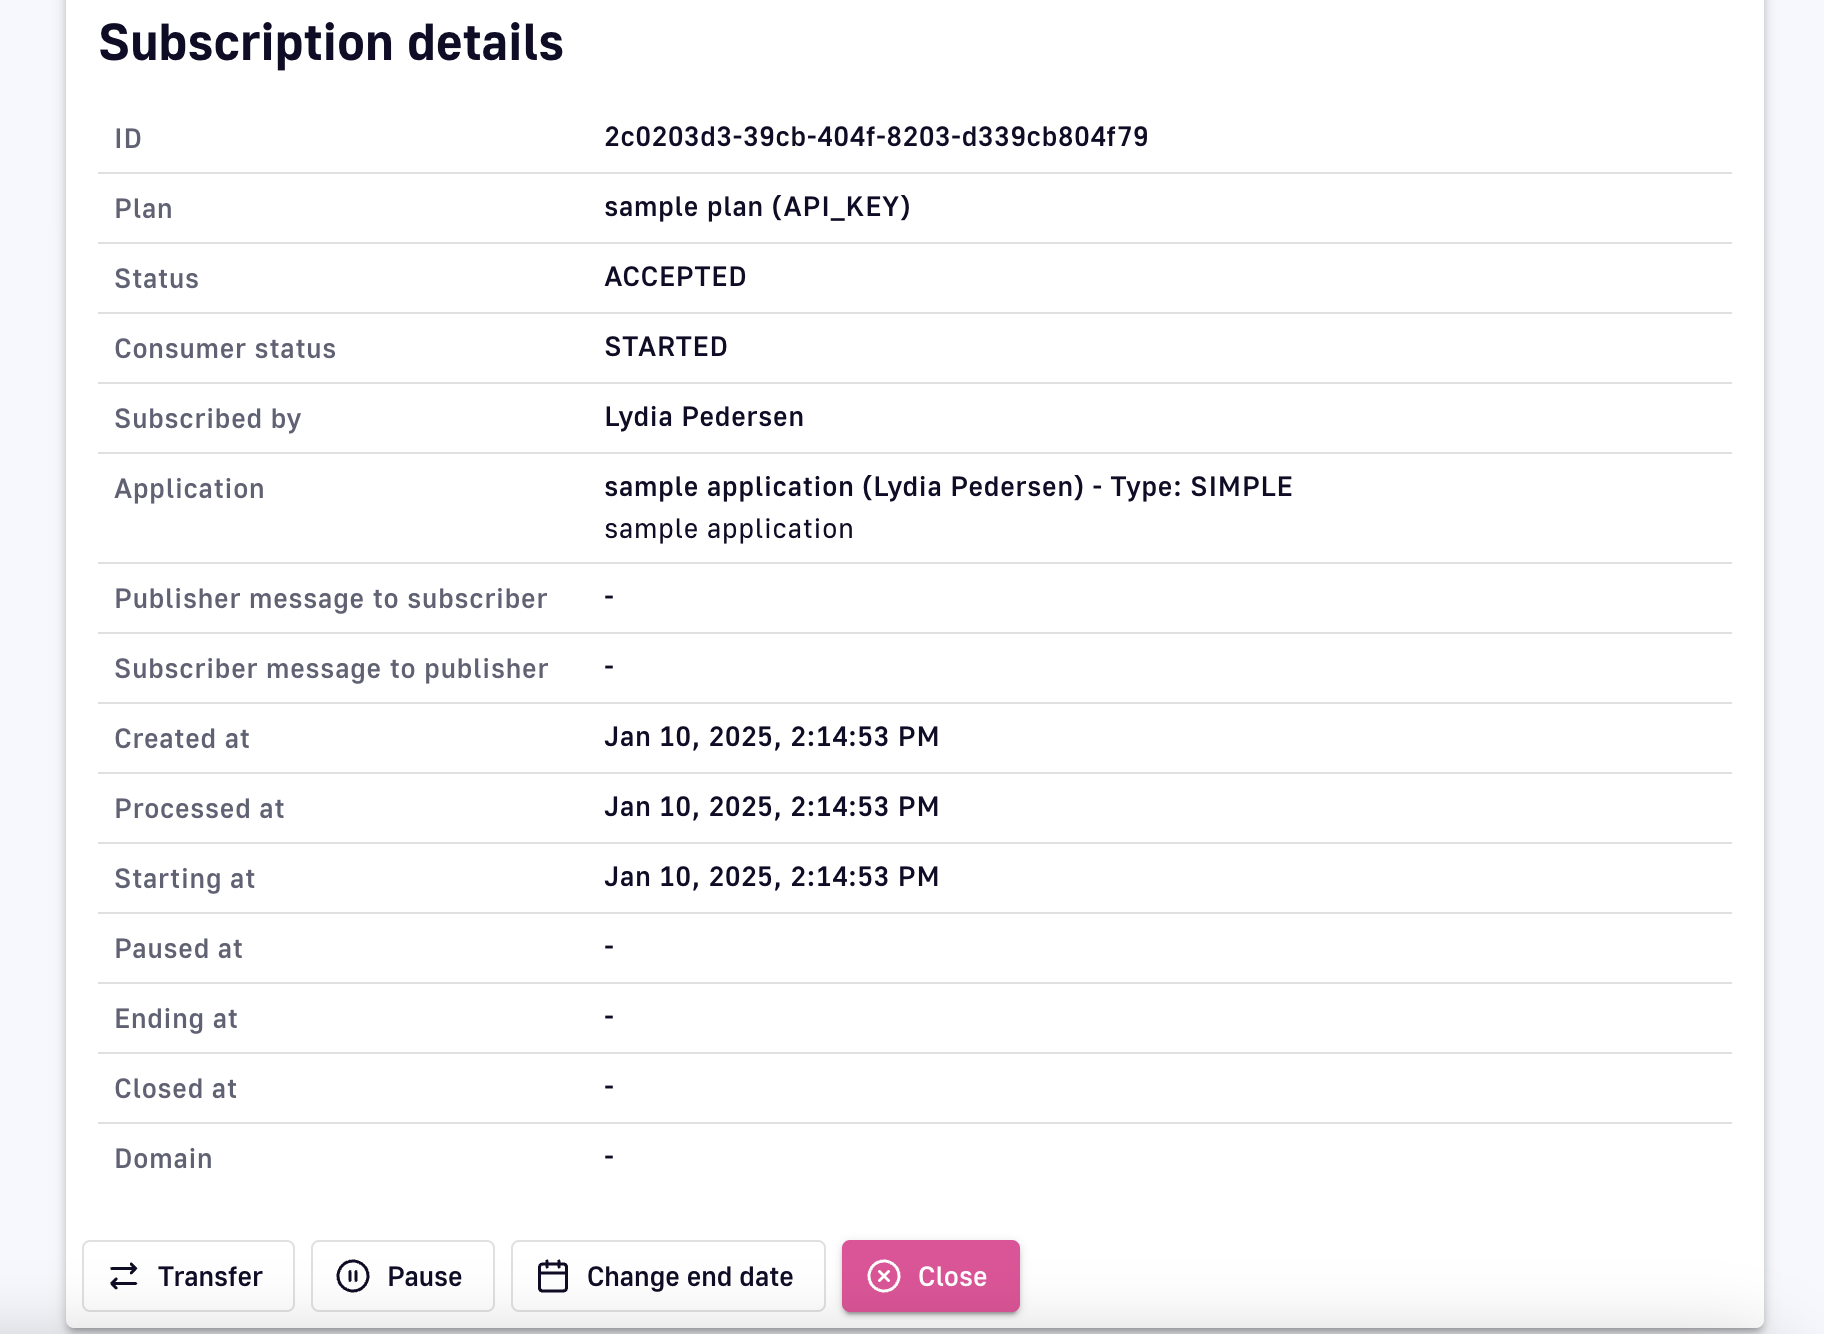 Subscription details
ID 2c0203d3-39cb-404f-8203-d339cb804f79
Plan sample plan (API_KEY)
Status ACCEPTED
Consumer status STARTED
Subscribed by Lydia Pedersen
Application sample application (Lydia Pedersen) - Type: SIMPLE
sample application
Publisher message to subscriber -
Subscriber message to publisher -
Created at Jan 10, 2025, 2:14:53 PM
Processed at Jan 10, 2025, 2:14:53 PM
Starting at Jan 10, 2025, 2:14:53 PM
Paused at -
Ending at -
Closed at -
Domain -
Transfer Pause Change end date Close